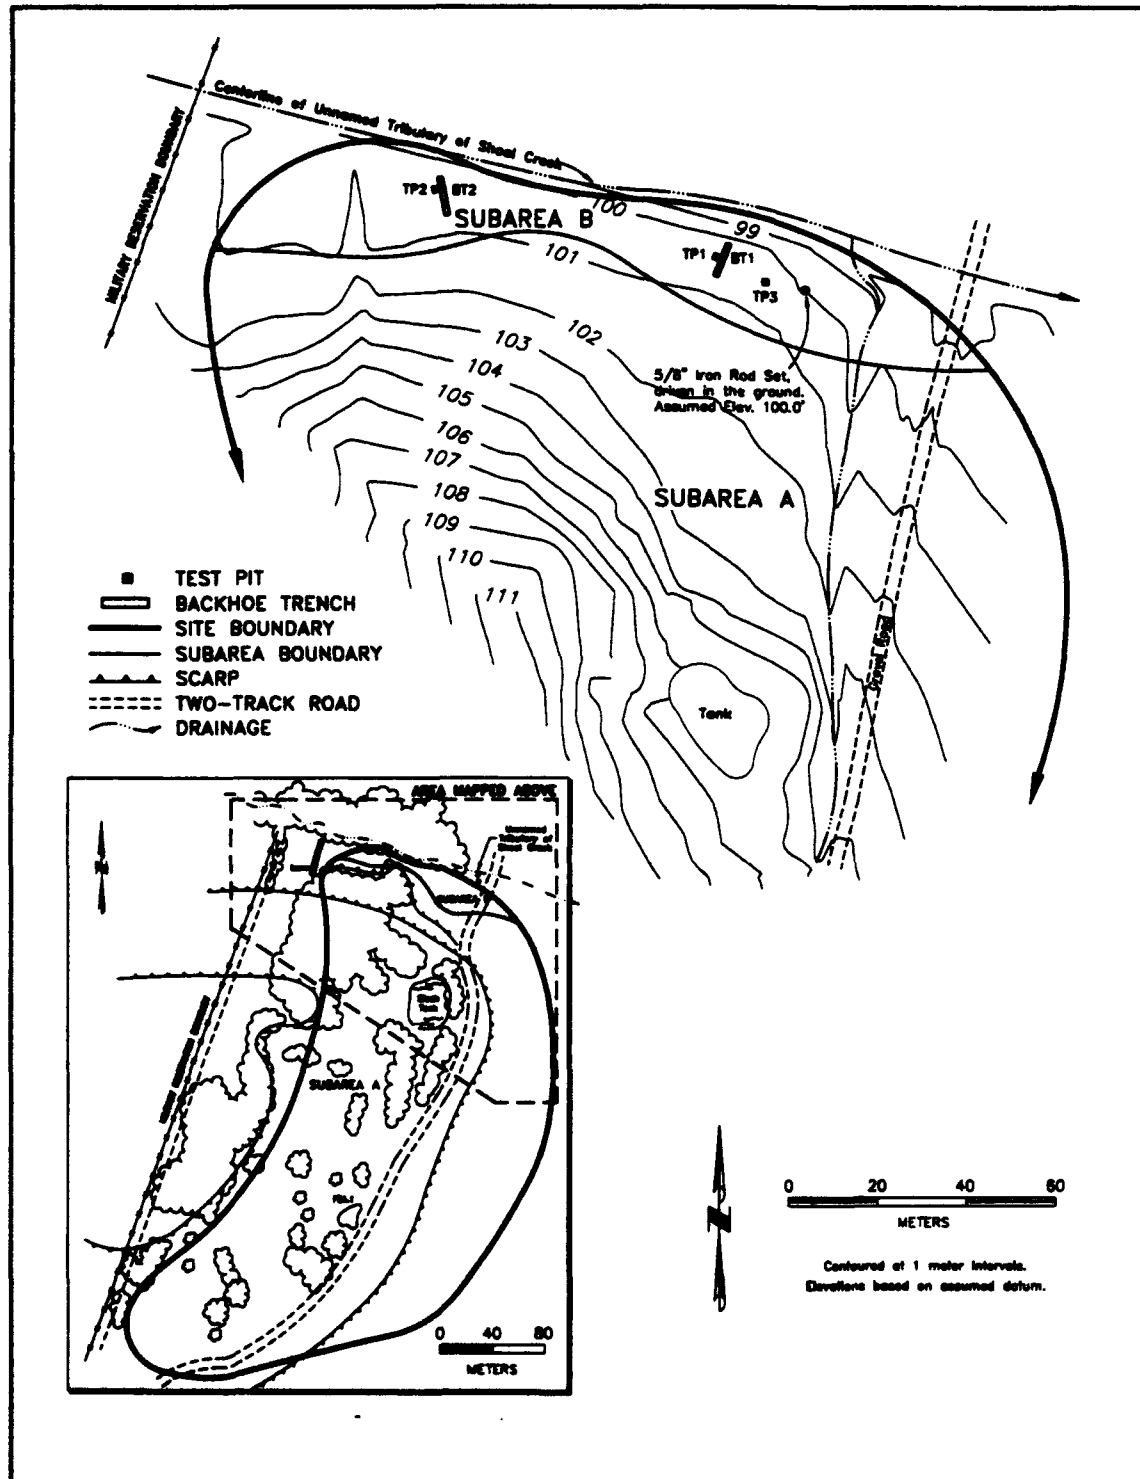 Centerline of Unnamed Tributary of Shoal Creek
MILITARY RESERVATION BOUNDARY
TP2
BT2
SUBAREA B
100
99
101
TP1
BT1
TP3
102
103
104
105
106
107
108
109
110
111
5/8" Iron Rod Set,
driven in the ground.
Assumed Elev. 100.0'
SUBAREA A
Gravel Road
Tank
TEST PIT
BACKHOE TRENCH
SITE BOUNDARY
SUBAREA BOUNDARY
SCARP
TWO-TRACK ROAD
DRAINAGE
AREA MAPPED ABOVE
Unnamed
Tributary of
Shoal Creek
N
SUBAREA
SUBAREA A
0 40 80
METERS
N
0 20 40 60
METERS
Contoured at 1 meter intervals.
Elevations based on assumed datum.